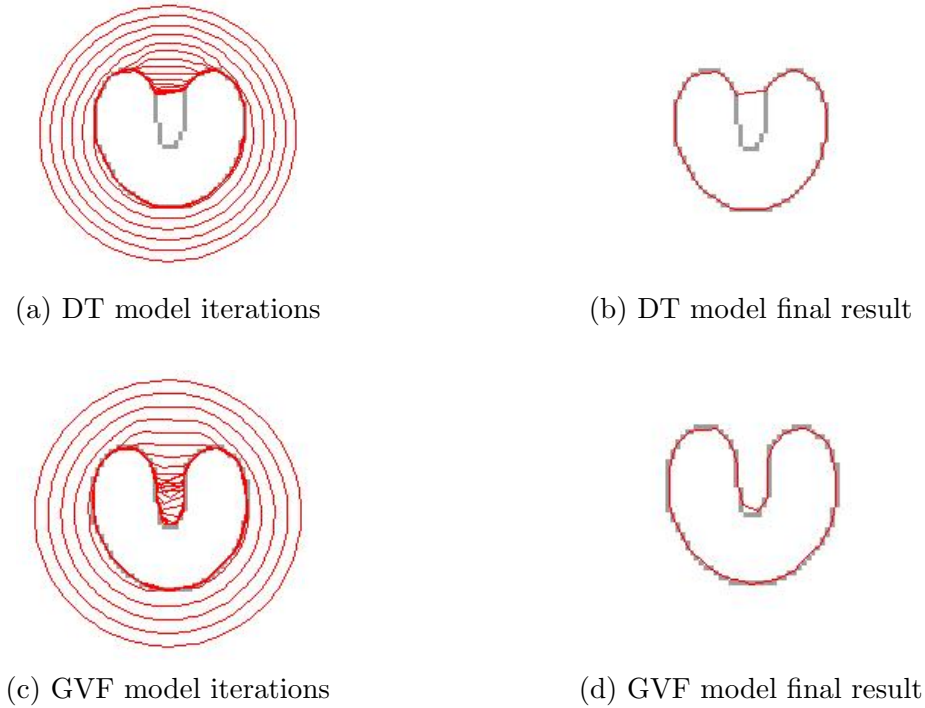 (a) DT model iterations
(b) DT model final result
(c) GVF model iterations
(d) GVF model final result